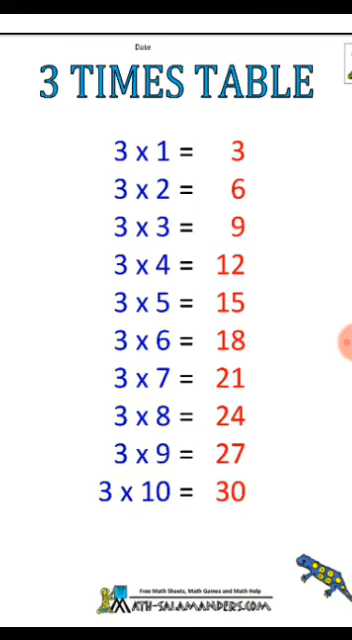 Date
3 TIMES TABLE
3 x 1 = 3
3 x 2 = 6
3 x 3 = 9
3 x 4 = 12
3 x 5 = 15
3 x 6 = 18
3 x 7 = 21
3 x 8 = 24
3 x 9 = 27
3 x 10 = 30
Free Math Sheets, Math Games and Math Help
MATH-SALAMANDERS.COM